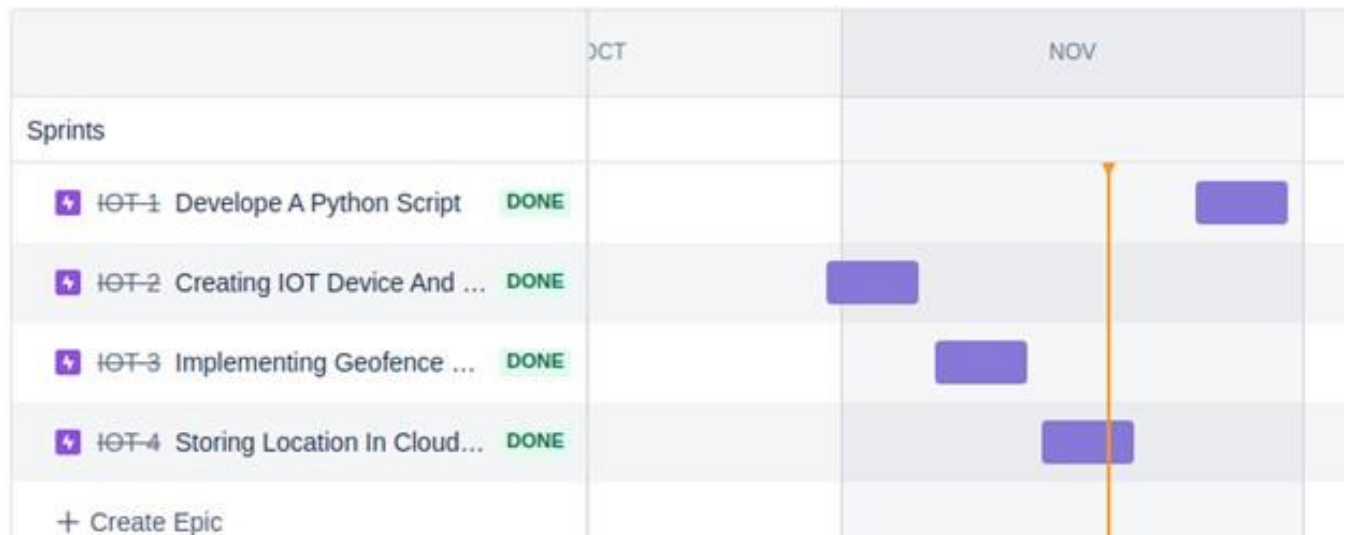 OCT NOV
Sprints
IOT-1 Develope A Python Script DONE
IOT-2 Creating IOT Device And ... DONE
IOT-3 Implementing Geofence ... DONE
IOT-4 Storing Location In Cloud... DONE
+ Create Epic